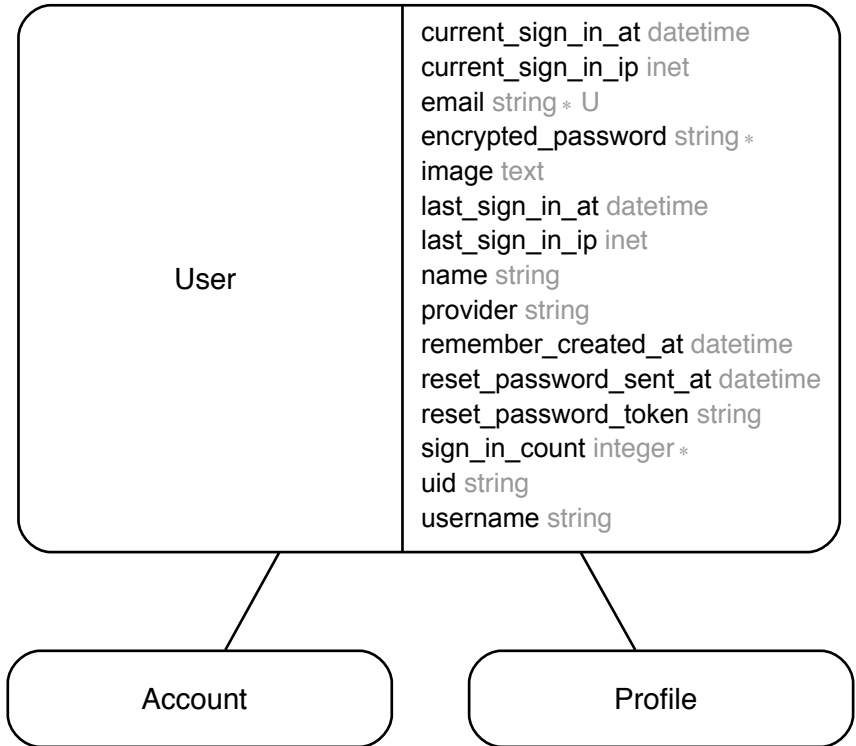 User
current_sign_in_at datetime
current_sign_in_ip inet
email string ∗ U
encrypted_password string ∗
image text
last_sign_in_at datetime
last_sign_in_ip inet
name string
provider string
remember_created_at datetime
reset_password_sent_at datetime
reset_password_token string
sign_in_count integer ∗
uid string
username string
Account
Profile